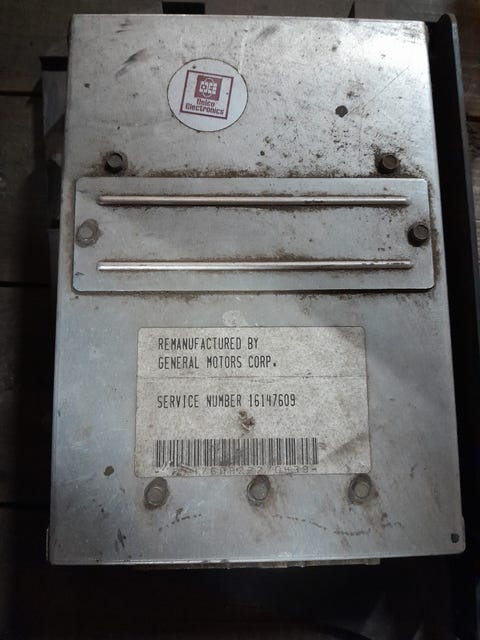 Delco
Electronics
REMANUFACTURED BY
GENERAL MOTORS CORP.
SERVICE NUMBER 16147609